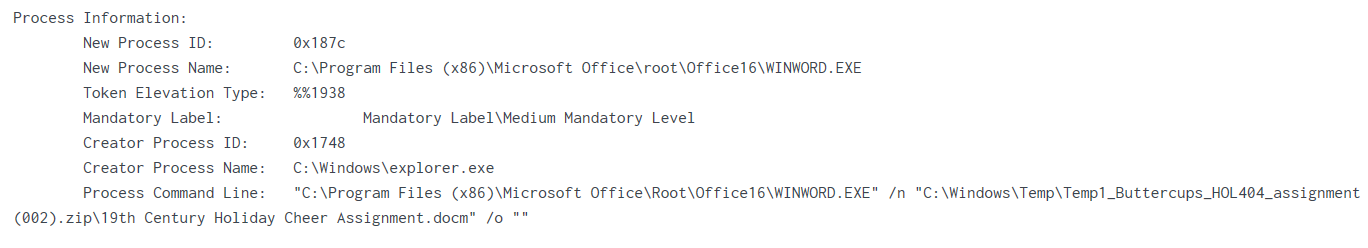 Process Information:
New Process ID: 0x187c
New Process Name: C:\Program Files (x86)\Microsoft Office\root\Office16\WINWORD.EXE
Token Elevation Type: %%1938
Mandatory Label: Mandatory Label\Medium Mandatory Level
Creator Process ID: 0x1748
Creator Process Name: C:\Windows\explorer.exe
Process Command Line: "C:\Program Files (x86)\Microsoft Office\Root\Office16\WINWORD.EXE" /n "C:\Windows\Temp\Temp1_Buttercups_HOL404_assignment
(002).zip\19th Century Holiday Cheer Assignment.docm" /o ""